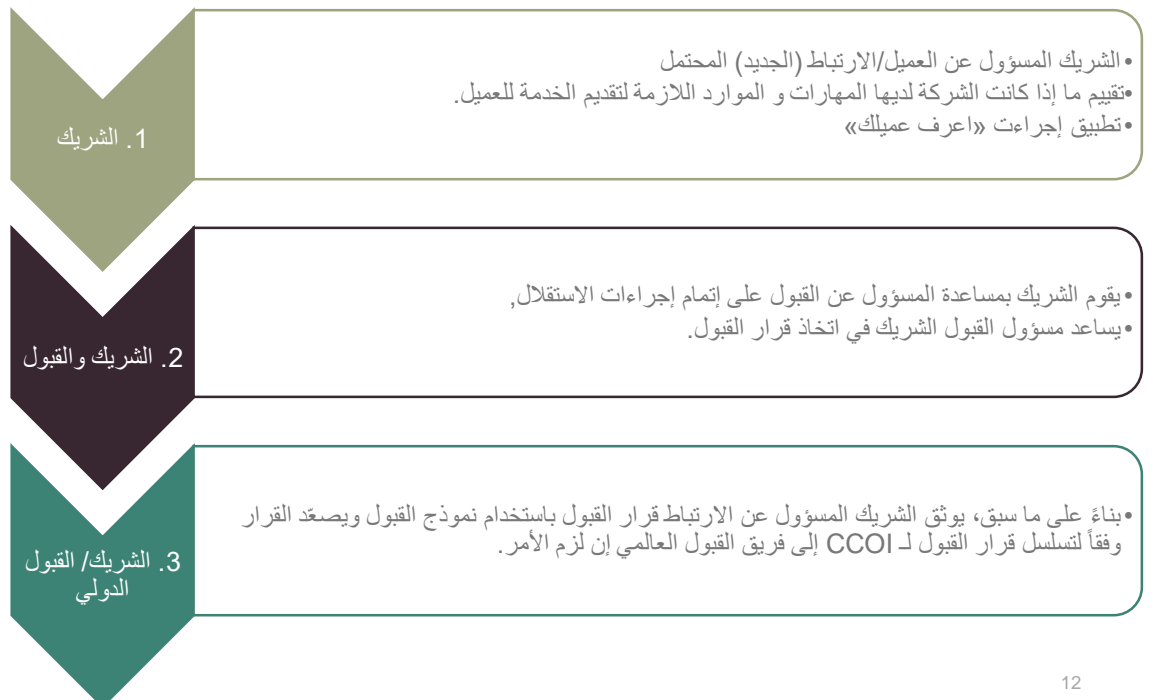 1. الشريك
•الشريك المسؤول عن العميل/الارتباط (الجديد) المحتمل
•تقييم ما إذا كانت الشركة لديها المهارات و الموارد اللازمة لتقديم الخدمة للعميل.
•تطبيق إجراءت «اعرف عميلك»
2. الشريك والقبول
•يقوم الشريك بمساعدة المسؤول عن القبول على إتمام إجراءات الاستقلال,
•يساعد مسؤول القبول الشريك في اتخاذ قرار القبول.
3. الشريك/ القبول
الدولي
•بناءً على ما سبق، يوثق الشريك المسؤول عن الارتباط قرار القبول باستخدام نموذج القبول ويصعّد القرار
وفقاً لتسلسل قرار القبول لـ CCOI إلى فريق القبول العالمي إن لزم الأمر.
12